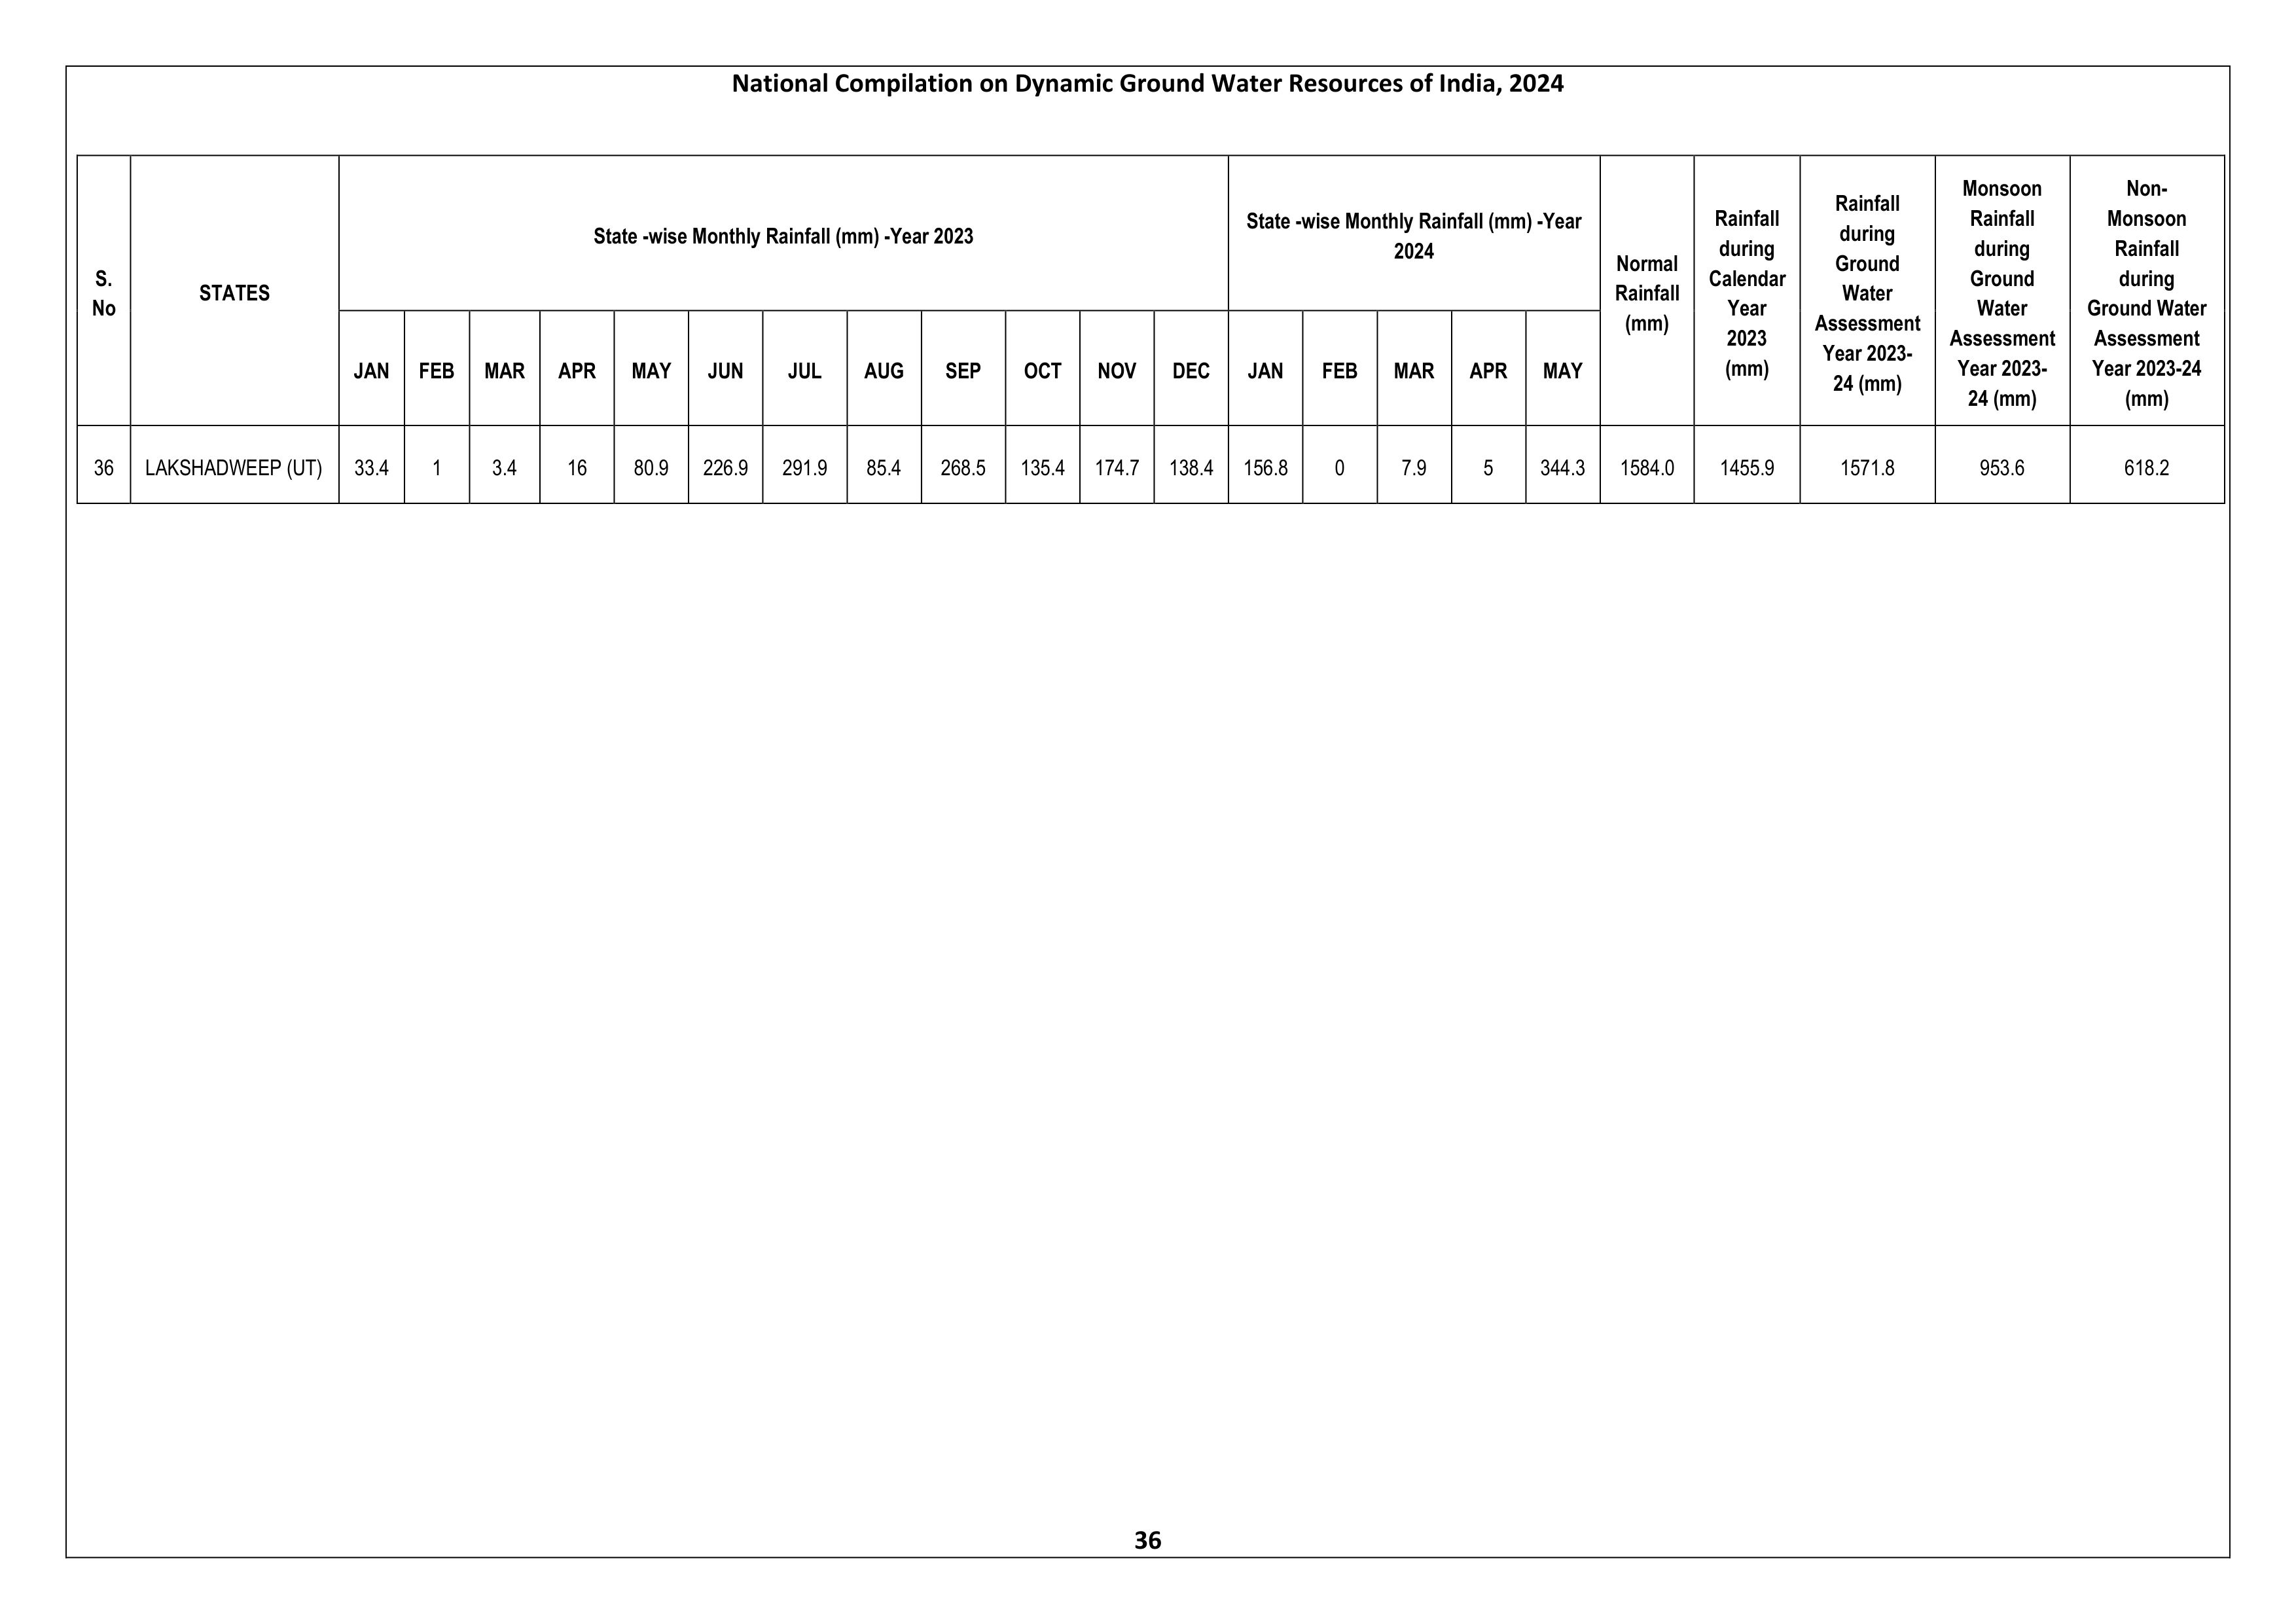 National Compilation on Dynamic Ground Water Resources of India, 2024
S.
No
STATES
State -wise Monthly Rainfall (mm) -Year 2023
State -wise Monthly Rainfall (mm) -Year
2024
Normal
Rainfall
(mm)
Rainfall
during
Calendar
Year
2023
(mm)
Rainfall
during
Ground
Water
Assessment
Year 2023-
24 (mm)
Monsoon
Rainfall
during
Ground
Water
Assessment
Year 2023-
24 (mm)
Non-
Monsoon
Rainfall
during
Ground Water
Assessment
Year 2023-24
(mm)
JAN FEB MAR APR MAY JUN JUL AUG SEP OCT NOV DEC JAN FEB MAR APR MAY
36 LAKSHADWEEP (UT) 33.4 1 3.4 16 80.9 226.9 291.9 85.4 268.5 135.4 174.7 138.4 156.8 0 7.9 5 344.3 1584.0 1455.9 1571.8 953.6 618.2
36